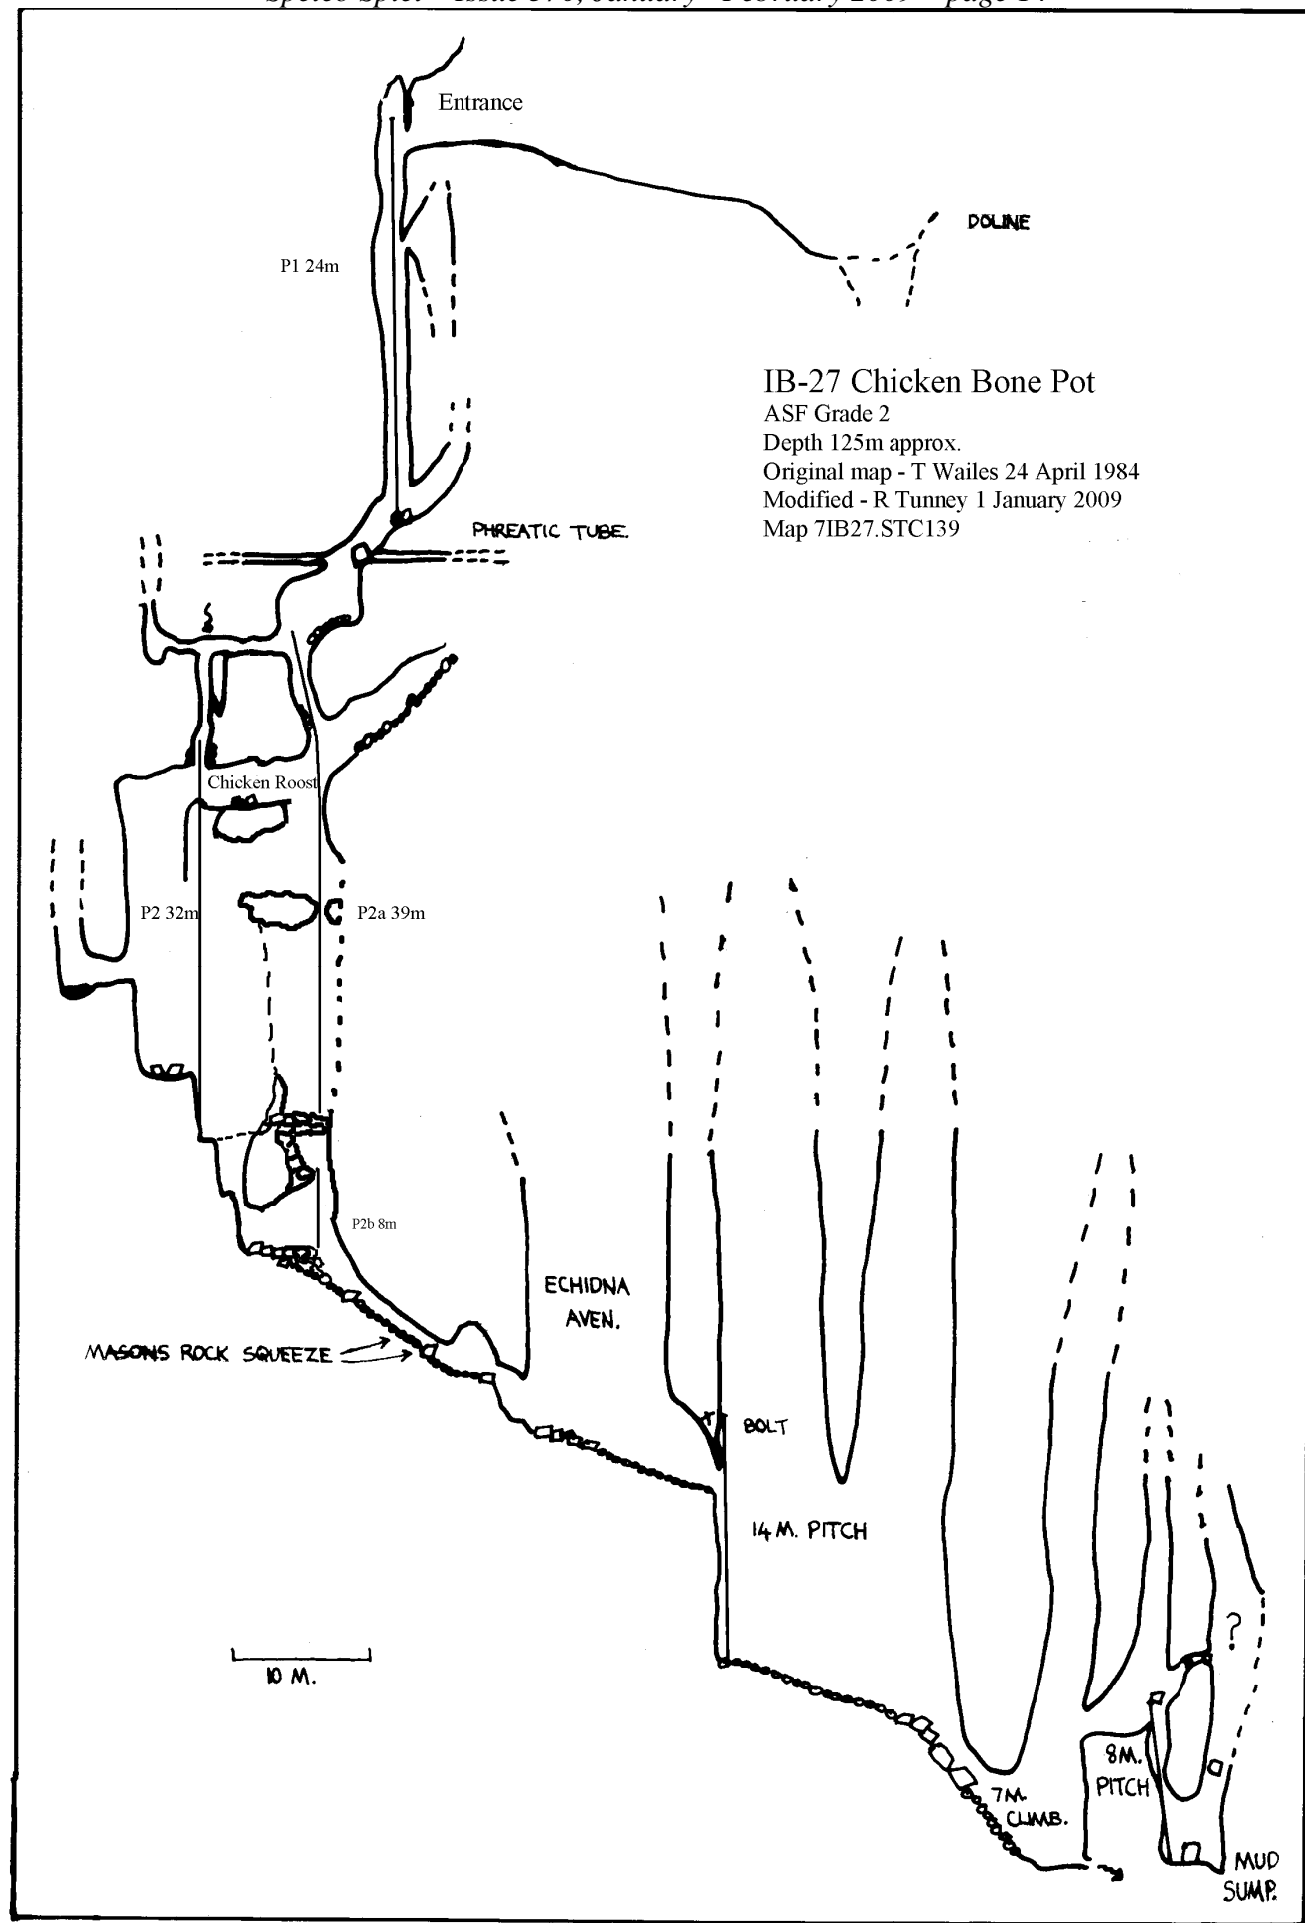 Entrance
DOLINE
P1 24m
IB-27 Chicken Bone Pot
ASF Grade 2
Depth 125m approx.
Original map - T Wailes 24 April 1984
Modified - R Tunney 1 January 2009
Map 7IB27.STC139
PHREATIC TUBE.
Chicken Roost
P2 32m
P2a 39m
P2b 8m
ECHIDNA
AVEN.
MASONS ROCK SQUEEZE
BOLT
14 M. PITCH
?
10 M.
8M.
PITCH
7M.
CLIMB.
MUD
SUMP.